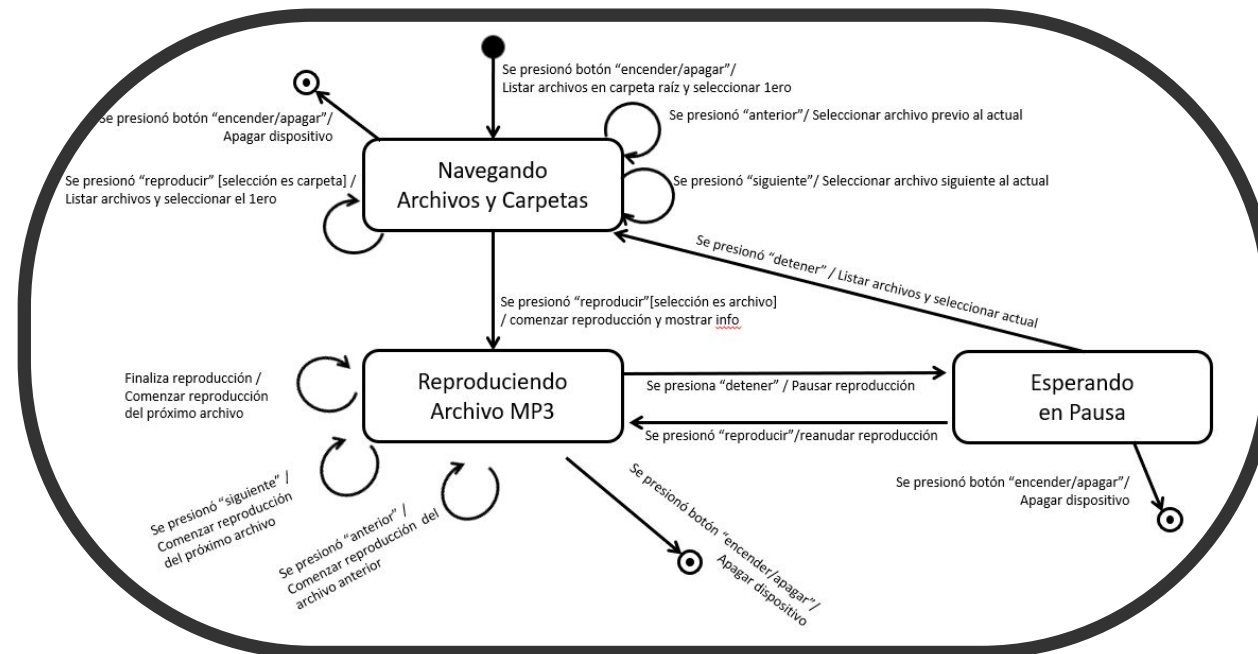 Se presionó botón “encender/apagar”/
Listar archivos en carpeta raíz y seleccionar 1ero
Se presionó botón “encender/apagar”/
Apagar dispositivo
Se presionó “anterior”/ Seleccionar archivo previo al actual
Navegando
Archivos y Carpetas
Se presionó “reproducir” [selección es carpeta] /
Listar archivos y seleccionar el 1ero
Se presionó “siguiente”/ Seleccionar archivo siguiente al actual
Se presionó “detener” / Listar archivos y seleccionar actual
Se presionó “reproducir”[selección es archivo]
/ comenzar reproducción y mostrar info
Finaliza reproducción /
Comenzar reproducción
del próximo archivo
Reproduciendo
Archivo MP3
Se presiona “detener” / Pausar reproducción
Se presionó “reproducir”/reanudar reproducción
Esperando
en Pausa
Se presionó “siguiente” /
Comenzar reproducción
del próximo archivo
Se presionó “anterior” /
Comenzar reproducción del
archivo anterior
Se presionó botón “encender/apagar”/
Apagar dispositivo
Se presionó botón “encender/apagar”/
Apagar dispositivo